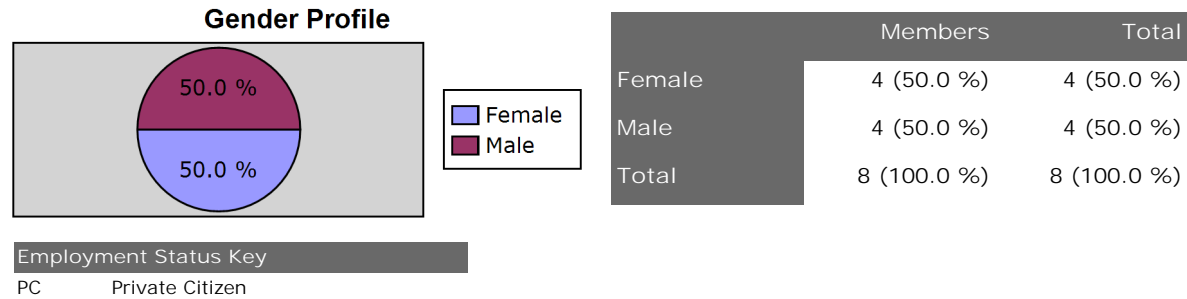 Gender Profile
50.0 %
50.0 %
Female
Male
Members Total
Female 4 (50.0 %) 4 (50.0 %)
Male 4 (50.0 %) 4 (50.0 %)
Total 8 (100.0 %) 8 (100.0 %)
Employment Status Key
PC Private Citizen